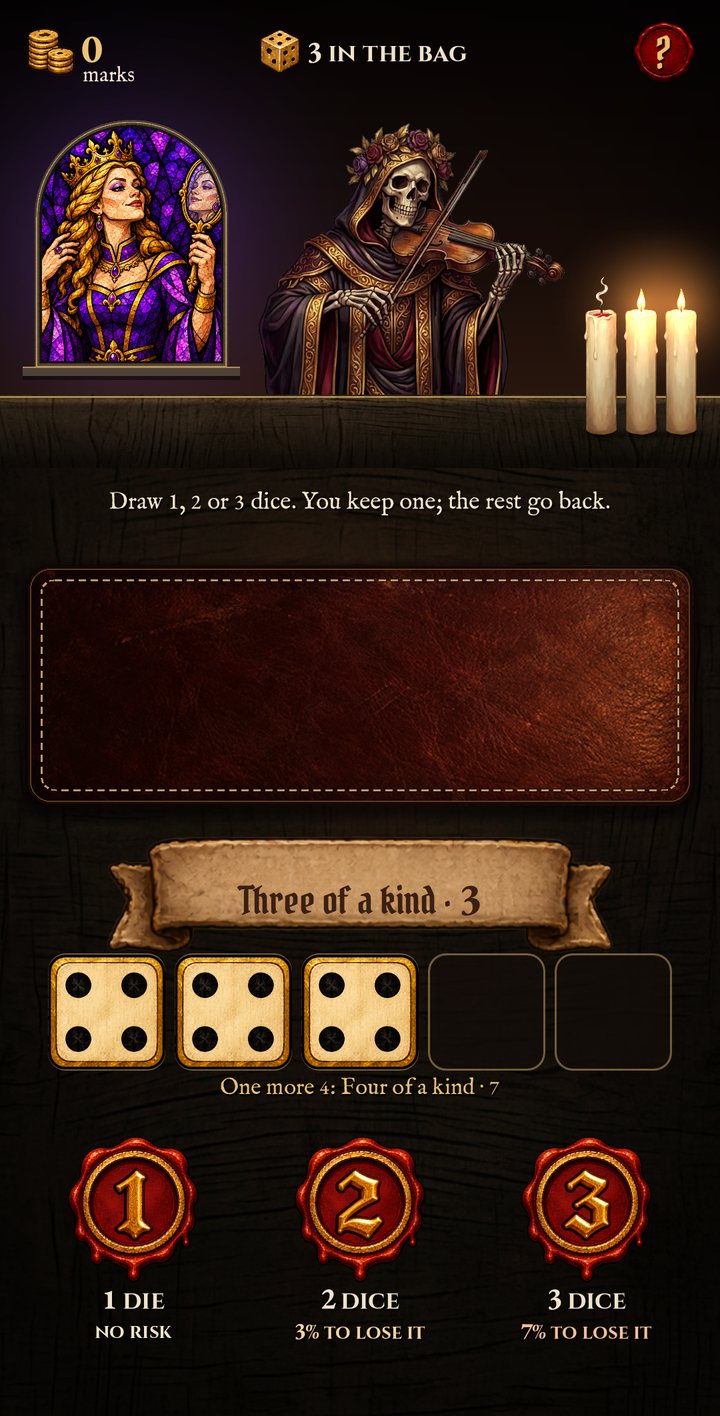 0
marks
3 IN THE BAG
?
Draw 1, 2 or 3 dice. You keep one; the rest go back.
Three of a kind · 3
One more 4: Four of a kind · 7
1
2
3
1 DIE
2 DICE
3 DICE
NO RISK
3% TO LOSE IT
7% TO LOSE IT